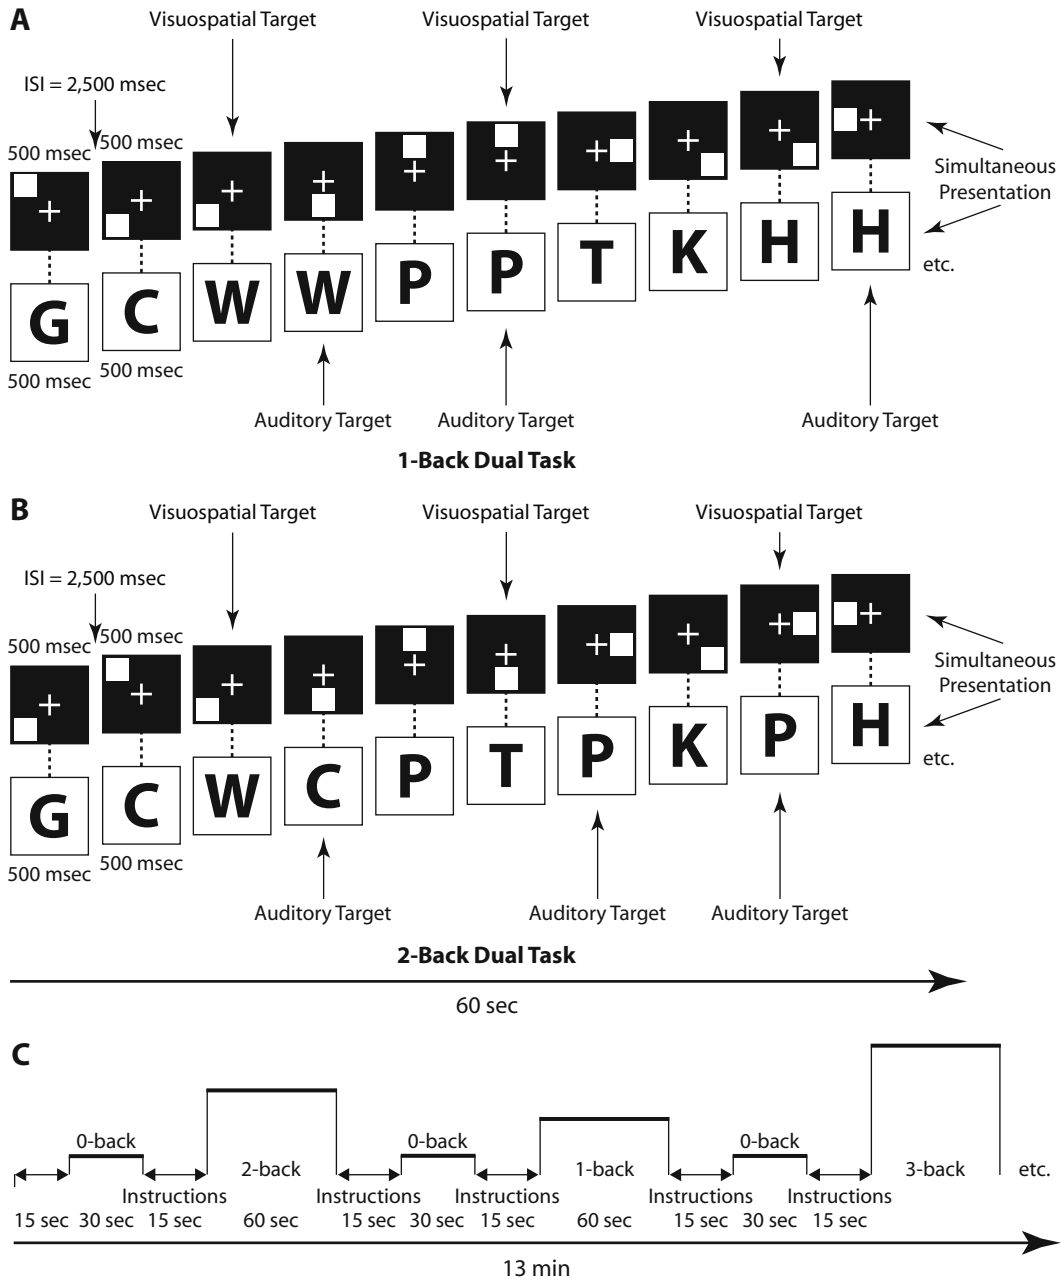 A
Visuospatial Target
Visuospatial Target
Visuospatial Target
ISI = 2,500 msec
500 msec
500 msec
Simultaneous
Presentation
G
C
W
W
P
P
T
K
H
H
etc.
500 msec
500 msec
Auditory Target
Auditory Target
Auditory Target
1-Back Dual Task
B
Visuospatial Target
Visuospatial Target
Visuospatial Target
ISI = 2,500 msec
500 msec
500 msec
Simultaneous
Presentation
G
C
W
C
P
T
P
K
P
H
etc.
500 msec
500 msec
Auditory Target
Auditory Target
Auditory Target
2-Back Dual Task
60 sec
C
0-back
0-back
0-back
2-back
1-back
3-back
etc.
Instructions
Instructions
Instructions
Instructions
Instructions
15 sec
30 sec
15 sec
60 sec
15 sec
30 sec
15 sec
60 sec
15 sec
30 sec
15 sec
13 min